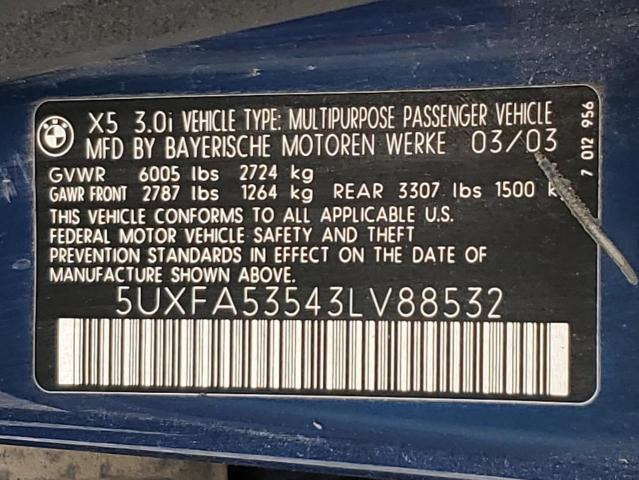 BMW
X5 3.0i VEHICLE TYPE: MULTIPURPOSE PASSENGER VEHICLE
MFD BY BAYERISCHE MOTOREN WERKE 03/03
GVWR 6005 lbs 2724 kg
GAWR FRONT 2787 lbs 1264 kg REAR 3307 lbs 1500
THIS VEHICLE CONFORMS TO ALL APPLICABLE U.S.
FEDERAL MOTOR VEHICLE SAFETY AND THEFT
PREVENTION STANDARDS IN EFFECT ON THE DATE OF
MANUFACTURE SHOWN ABOVE.
5UXFA53543LV88532
7 012 956